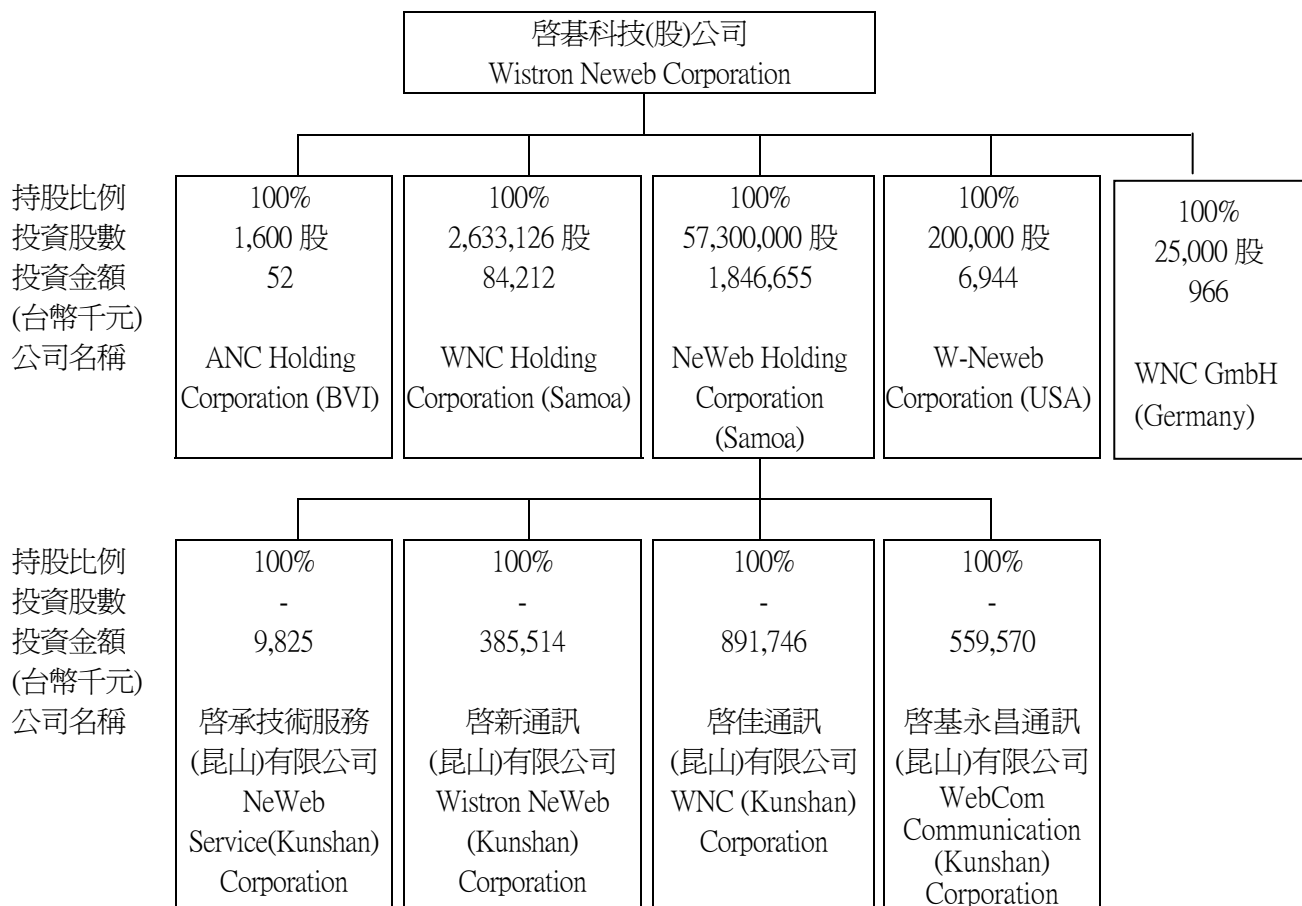 啓碁科技(股)公司
Wistron Neweb Corporation
持股比例
投資股數
投資金額
(台幣千元)
公司名稱
100%
1,600 股
52
ANC Holding
Corporation (BVI)
100%
2,633,126 股
84,212
WNC Holding
Corporation (Samoa)
100%
57,300,000 股
1,846,655
NeWeb Holding
Corporation
(Samoa)
100%
200,000 股
6,944
W-Neweb
Corporation (USA)
100%
25,000 股
966
WNC GmbH
(Germany)
持股比例
投資股數
投資金額
(台幣千元)
公司名稱
100%
-
9,825
啓承技術服務
(昆山)有限公司
NeWeb
Service(Kunshan)
Corporation
100%
-
385,514
啓新通訊
(昆山)有限公司
Wistron NeWeb
(Kunshan)
Corporation
100%
-
891,746
啓佳通訊
(昆山)有限公司
WNC (Kunshan)
Corporation
100%
-
559,570
啓基永昌通訊
(昆山)有限公司
WebCom
Communication
(Kunshan)
Corporation